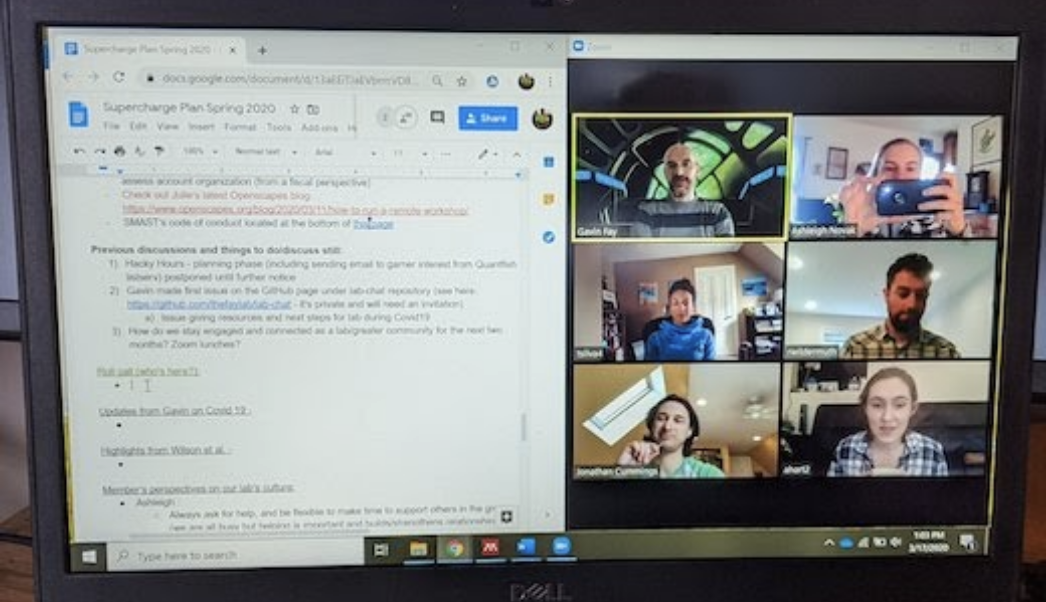 Supercharge Plan Spring 2020
Zoom
docs.google.com/document/d/
Supercharge Plan Spring 2020
File Edit View Insert Format Tools Add-ons H
Share
100% Normal text Arial 11
assess account organization (from a fiscal perspective)
- Check out Julie's latest Openscapes blog
https://www.openscapes.org/blog/2020/03/11/how-to-run-a-remote-workshop/
- SMAST's code of conduct located at the bottom of this page
Previous discussions and things to do/discuss still:
1) Hacky Hours - planning phase (including sending email to garner interest from Quantfish
listserv) postponed until further notice
2) Gavin made first issue on the GitHub page under lab-chat repository (see here:
https://github.com/thefaylab/lab-chat - it's private and will need an invitation)
a) Issue giving resources and next steps for lab during Covid19
3) How do we stay engaged and connected as a lab/greater community for the next two
months? Zoom lunches?
Roll call (who's here?):
Updates from Gavin on Covid 19 :
Highlights from Wilson et al. :
Member's perspectives on our lab's culture:
Ashleigh
Always ask for help, and be flexible to make time to support others in the gr
(we are all busy but helping is important and builds/strengthens relationships
Gavin Fay
Ashleigh Novak
tsilva4
Jonathan Cummings
ahart2
Type here to search
1:03 PM
3/17/2020
DELL